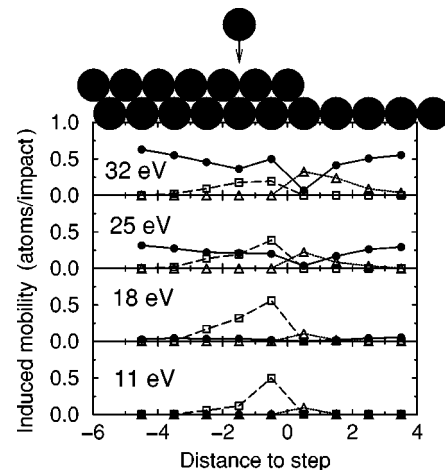 1.0
0.5
32 eV
0.0
0.5
25 eV
0.0
0.5
18 eV
0.0
0.5
11 eV
0.0
-6 -4 -2 0 2 4
Distance to step
Induced mobility (atoms/impact)